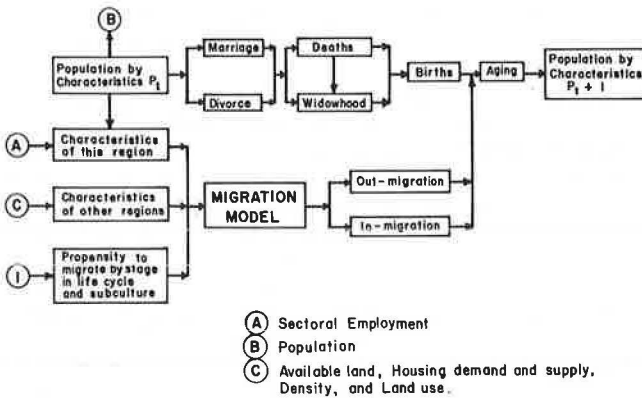 B
Population by
Characteristics Pt
Marriage
Divorce
Deaths
Widowhood
Births
Aging
Population by
Characteristics
Pt + 1
A
Characteristics
of this region
C
Characteristics
of other regions
I
Propensity to
migrate by stage
in life cycle
and subculture
MIGRATION
MODEL
Out-migration
In-migration
A Sectoral Employment
B Population
C Available land, Housing demand and supply,
Density, and Land use.